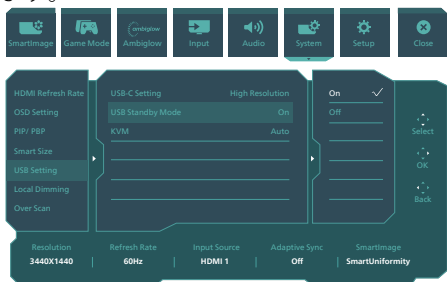 SmartImage
Game Mode
ambiglow
Ambiglow
Input
Audio
System
Setup
Close
HDMI Refresh Rate
OSD Setting
PIP/ PBP
Smart Size
USB Setting
Local Dimming
Over Scan
USB-C Setting High Resolution
USB Standby Mode On
KVM Auto
On
Off
Select
OK
Back
Resolution Refresh Rate Input Source Adaptive Sync SmartImage
3440X1440 | 60Hz | HDMI 1 | Off | SmartUniformity